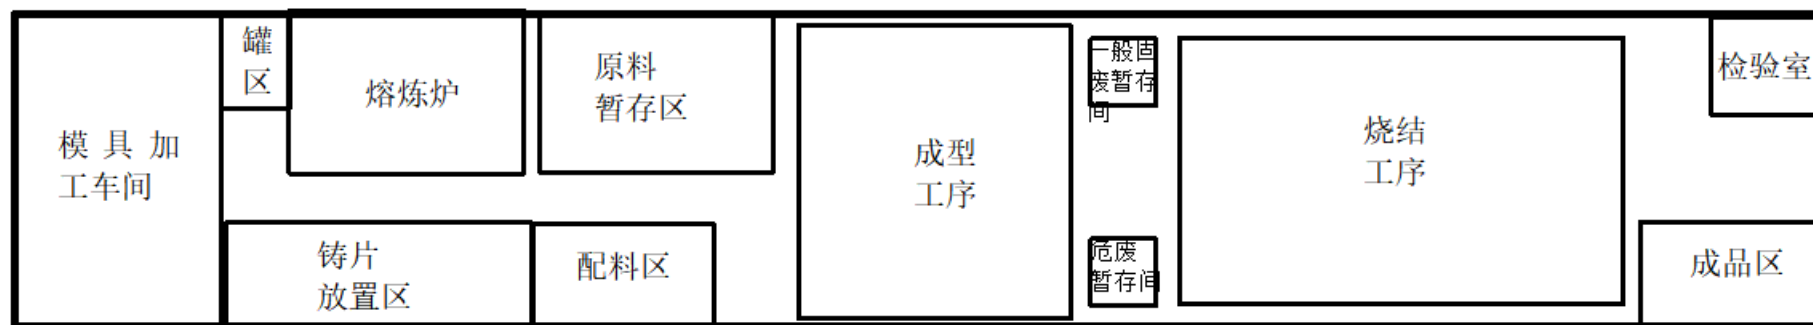 模具加
工车间
罐
区
熔炼炉
原料
暂存区
铸片
放置区
配料区
成型
工序
一般固
废暂存
间
危废
暂存间
烧结
工序
检验室
成品区